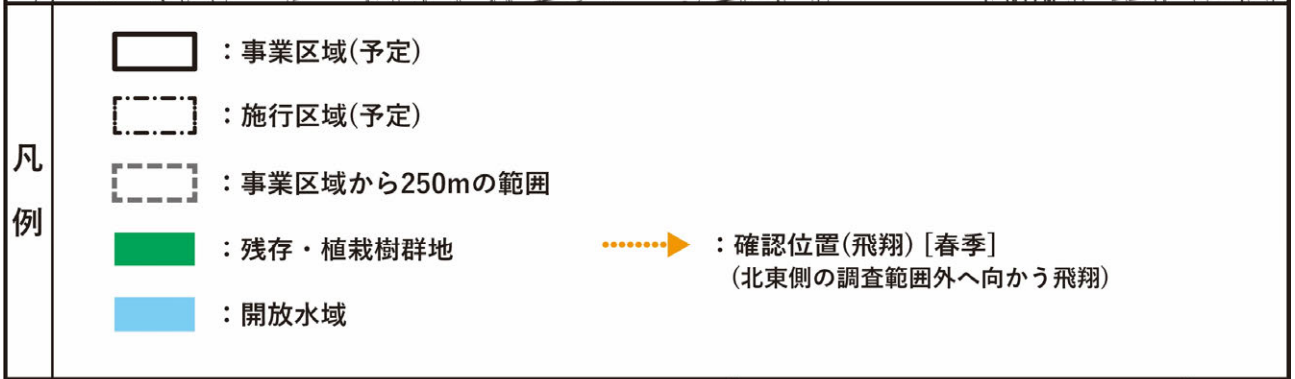 凡例
：事業区域(予定)
：施行区域(予定)
：事業区域から250mの範囲
：残存・植栽樹群地
：開放水域
：確認位置(飛翔) [春季]
(北東側の調査範囲外へ向かう飛翔)